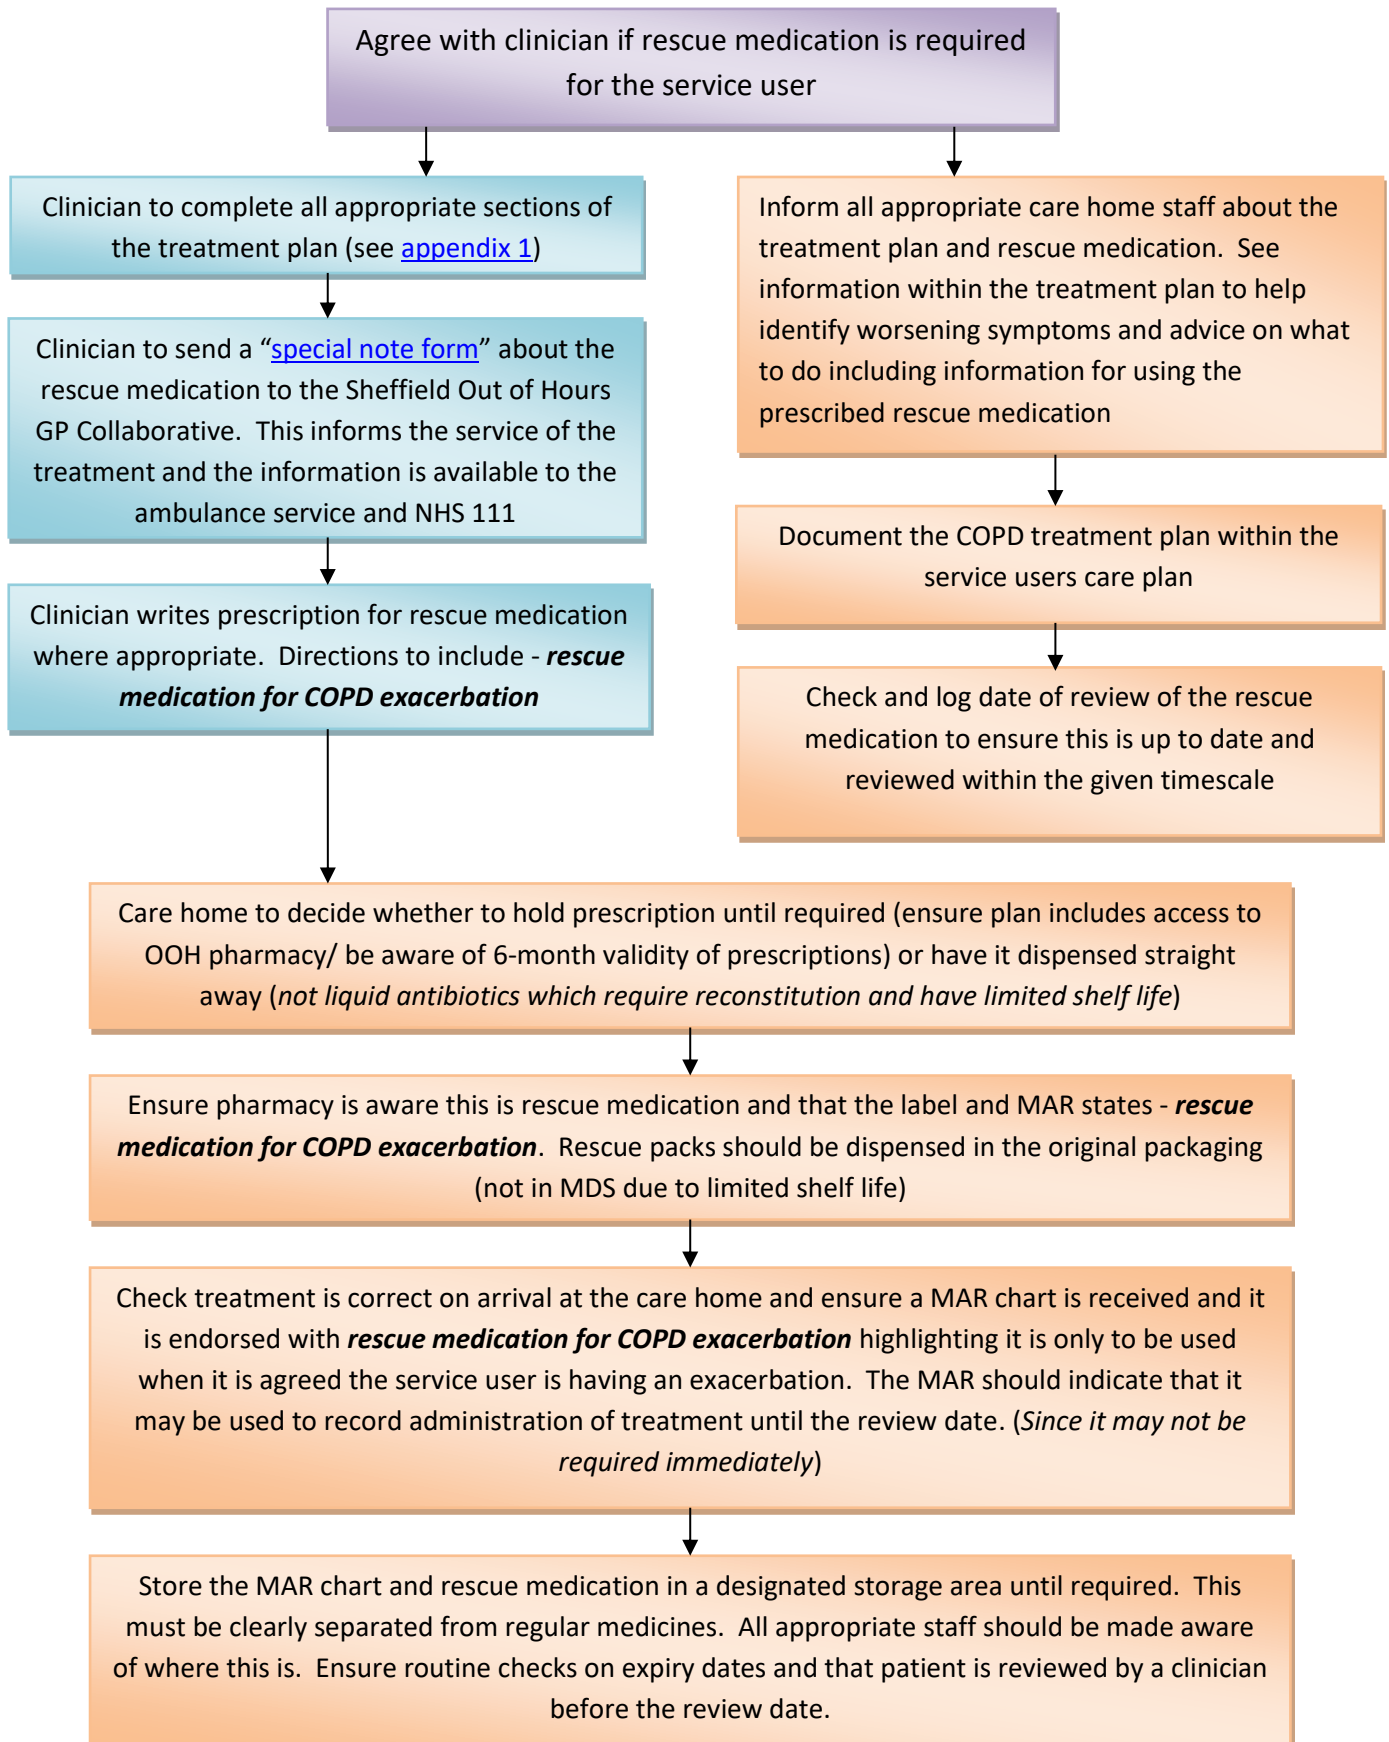 Agree with clinician if rescue medication is required
for the service user
Clinician to complete all appropriate sections of
the treatment plan (see appendix 1)
Clinician to send a “special note form” about the
rescue medication to the Sheffield Out of Hours
GP Collaborative.  This informs the service of the
treatment and the information is available to the
ambulance service and NHS 111
Clinician writes prescription for rescue medication
where appropriate.  Directions to include - rescue
medication for COPD exacerbation
Inform all appropriate care home staff about the
treatment plan and rescue medication.  See
information within the treatment plan to help
identify worsening symptoms and advice on what
to do including information for using the
prescribed rescue medication
Document the COPD treatment plan within the
service users care plan
Check and log date of review of the rescue
medication to ensure this is up to date and
reviewed within the given timescale
Care home to decide whether to hold prescription until required (ensure plan includes access to
OOH pharmacy/ be aware of 6-month validity of prescriptions) or have it dispensed straight
away (not liquid antibiotics which require reconstitution and have limited shelf life)
Ensure pharmacy is aware this is rescue medication and that the label and MAR states - rescue
medication for COPD exacerbation.  Rescue packs should be dispensed in the original packaging
(not in MDS due to limited shelf life)
Check treatment is correct on arrival at the care home and ensure a MAR chart is received and it
is endorsed with rescue medication for COPD exacerbation highlighting it is only to be used
when it is agreed the service user is having an exacerbation.  The MAR should indicate that it
may be used to record administration of treatment until the review date. (Since it may not be
required immediately)
Store the MAR chart and rescue medication in a designated storage area until required.  This
must be clearly separated from regular medicines.  All appropriate staff should be made aware
of where this is.  Ensure routine checks on expiry dates and that patient is reviewed by a clinician
before the review date.